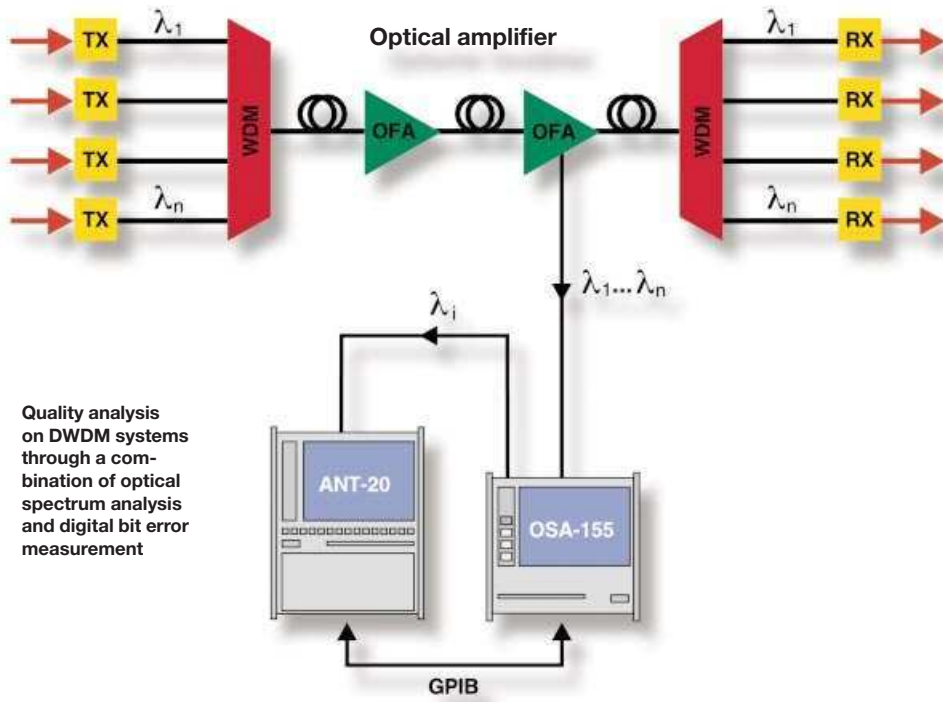 TX
λ1
Optical amplifier
λ1
RX
TX
RX
WDM
OFA
OFA
WDM
TX
RX
TX
λn
λn
RX
λ1... λn
λi
Quality analysis
on DWDM systems
through a com-
bination of optical
spectrum analysis
and digital bit error
measurement
ANT-20
OSA-155
GPIB